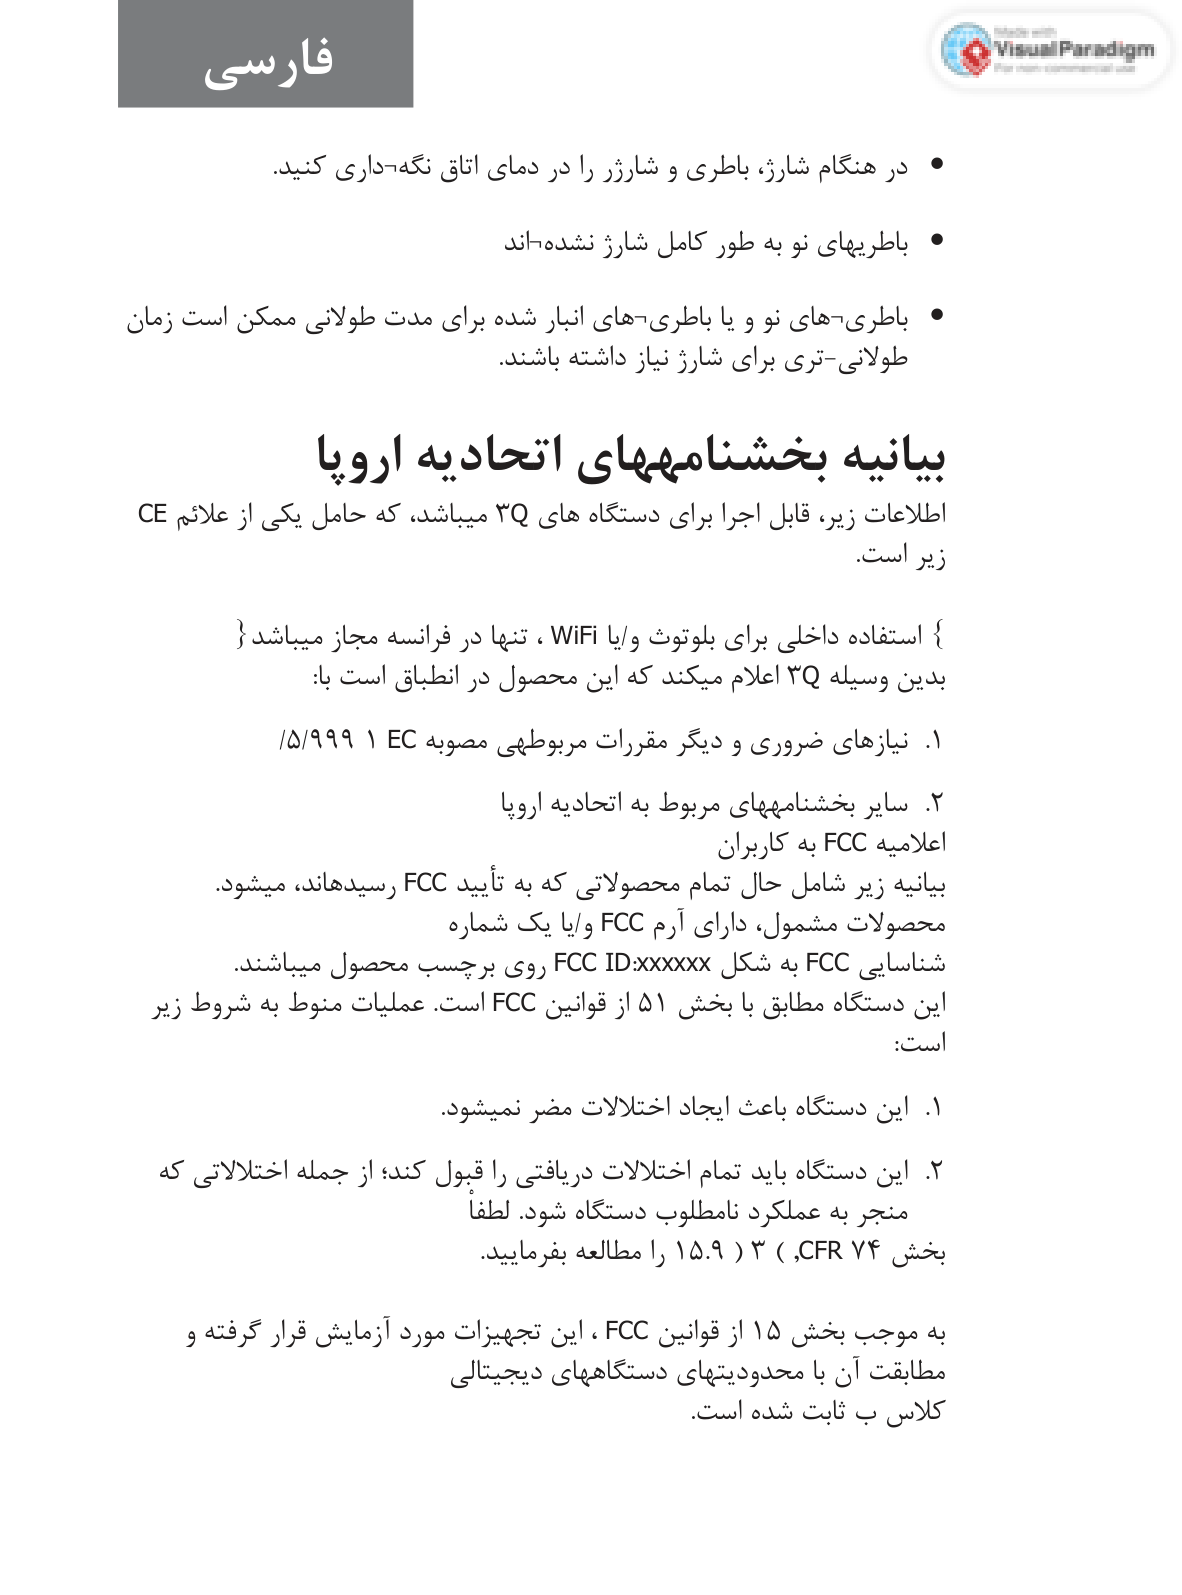 فارسی
Made with
Visual Paradigm
For non-commercial use
• در هنگام شارژ، باطری و شارژر را در دمای اتاق نگه¬داری کنید.
• باطریهای نو به طور کامل شارژ نشده¬اند
• باطری¬های نو و یا باطری¬های انبار شده برای مدت طولانی ممکن است زمان
طولانی-تری برای شارژ نیاز داشته باشند.
بیانیه بخشنامههای اتحادیه اروپا
اطلاعات زیر، قابل اجرا برای دستگاه های ۳Q میباشد، که حامل یکی از علائم CE
زیر است.
} استفاده داخلی برای بلوتوث و/یا WiFi ، تنها در فرانسه مجاز میباشد{
بدین وسیله ۳Q اعلام میکند که این محصول در انطباق است با:
۱. نیازهای ضروری و دیگر مقررات مربوطهی مصوبه EC ۱ ۹۹۹/۵/
۲. سایر بخشنامههای مربوط به اتحادیه اروپا
اعلامیه FCC به کاربران
بیانیه زیر شامل حال تمام محصولاتی که به تأیید FCC رسیدهاند، میشود.
محصولات مشمول، دارای آرم FCC و/یا یک شماره
شناسایی FCC به شکل FCC ID:xxxxxx روی برچسب محصول میباشند.
این دستگاه مطابق با بخش ۵۱ از قوانین FCC است. عملیات منوط به شروط زیر
است:
۱. این دستگاه باعث ایجاد اختلالات مضر نمیشود.
۲. این دستگاه باید تمام اختلالات دریافتی را قبول کند؛ از جمله اختلالاتی که
منجر به عملکرد نامطلوب دستگاه شود. لطفاْ
بخش ۷۴ CFR, ( ۳ ) ۱۵.۹ را مطالعه بفرمایید.
به موجب بخش ۱۵ از قوانین FCC ، این تجهیزات مورد آزمایش قرار گرفته و
مطابقت آن با محدودیتهای دستگاههای دیجیتالی
کلاس ب ثابت شده است.